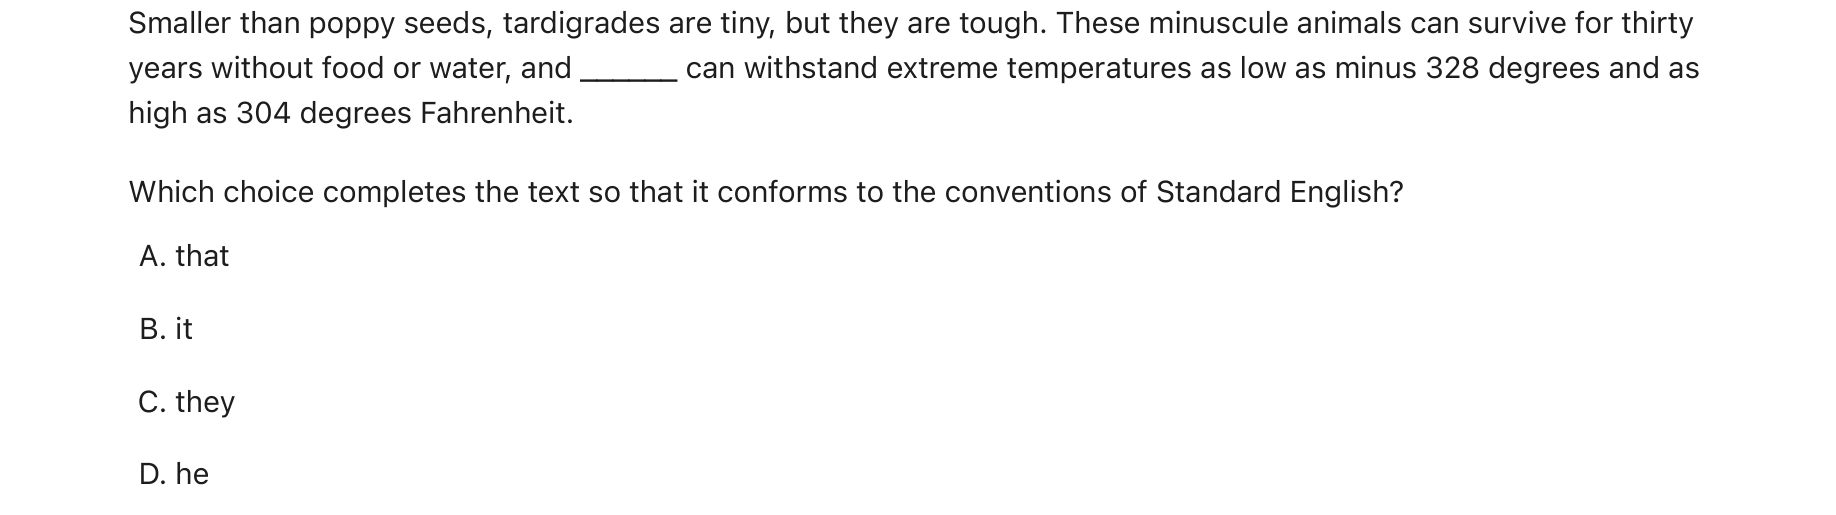 Smaller than poppy seeds, tardigrades are tiny, but they are tough. These minuscule animals can survive for thirty
years without food or water, and ______ can withstand extreme temperatures as low as minus 328 degrees and as
high as 304 degrees Fahrenheit.
Which choice completes the text so that it conforms to the conventions of Standard English?
A. that
B. it
C. they
D. he